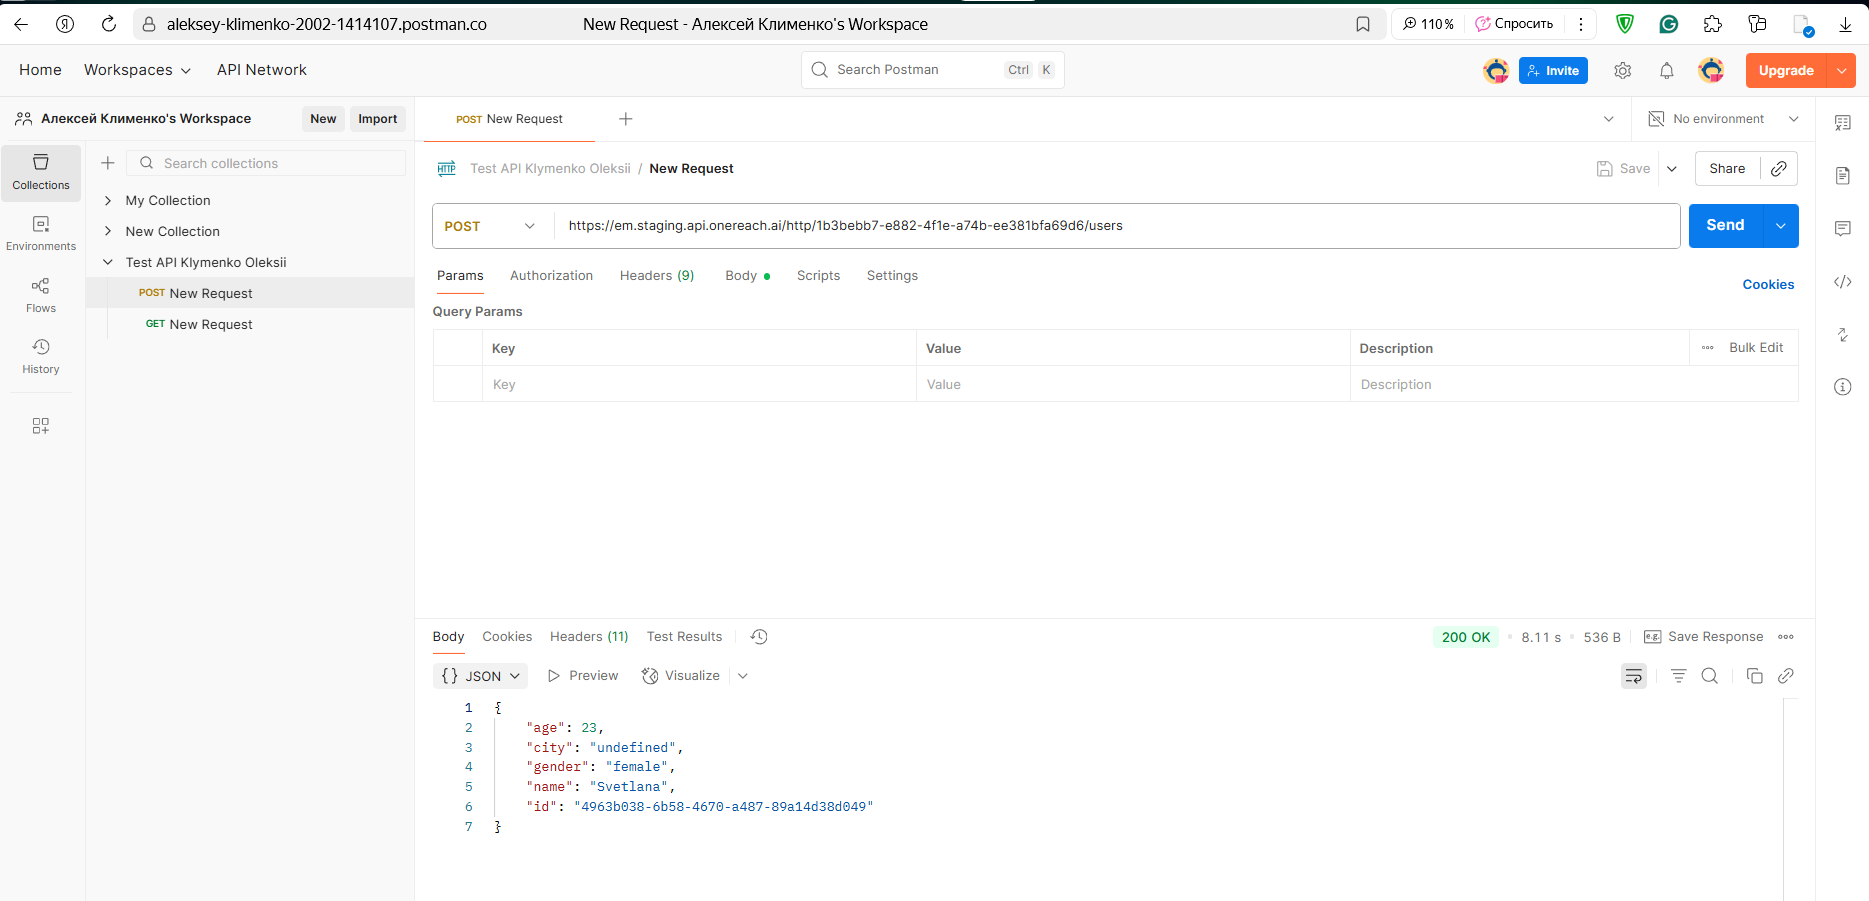 aleksey-klimenko-2002-1414107.postman.co New Request - Алексей Клименко's Workspace 110% Спросить
Home Workspaces API Network Search Postman Ctrl K Invite Upgrade
Алексей Клименко's Workspace New Import POST New Request No environment
Collections
Search collections
Test API Klymenko Oleksii / New Request Save Share
My Collection
New Collection
Test API Klymenko Oleksii
POST New Request
GET New Request
Environments
Flows
History
POST https://em.staging.api.onereach.ai/http/1b3bebb7-e882-4f1e-a74b-ee381bfa69d6/users Send
Params Authorization Headers (9) Body Scripts Settings Cookies
Query Params
Key Value Description Bulk Edit
Key Value Description
Body Cookies Headers (11) Test Results 200 OK 8.11 s 536 B e.g. Save Response
{} JSON Preview Visualize
1 {
2 "age": 23,
3 "city": "undefined",
4 "gender": "female",
5 "name": "Svetlana",
6 "id": "4963b038-6b58-4670-a487-89a14d38d049"
7 }